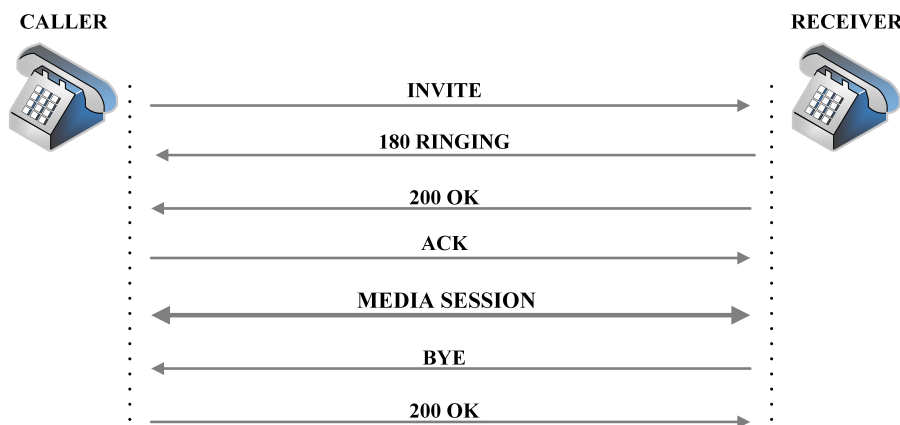 CALLER
RECEIVER
INVITE
180 RINGING
200 OK
ACK
MEDIA SESSION
BYE
200 OK